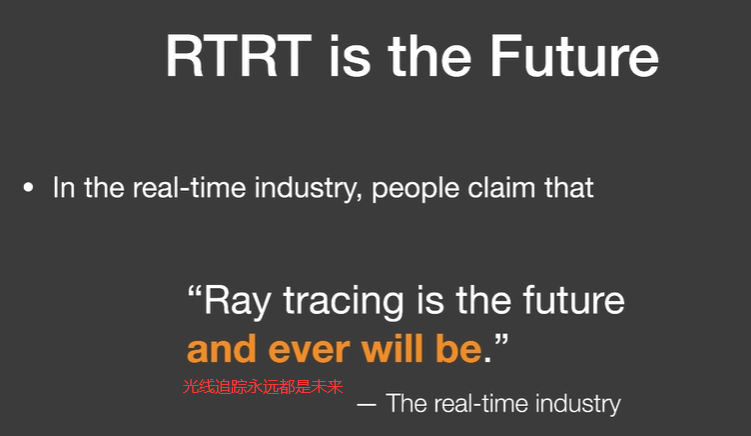 RTRT is the Future
• In the real-time industry, people claim that
“Ray tracing is the future
and ever will be.”
光线追踪永远都是未来
— The real-time industry